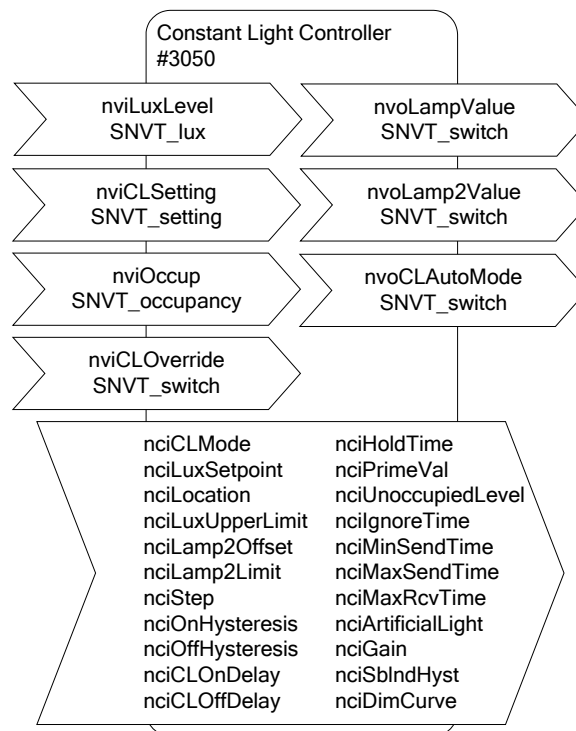 Constant Light Controller
#3050
nviLuxLevel
SNVT_lux
nvoLampValue
SNVT_switch
nviCLSetting
SNVT_setting
nvoLamp2Value
SNVT_switch
nviOccup
SNVT_occupancy
nvoCLAutoMode
SNVT_switch
nviCLOverride
SNVT_switch
nciCLMode
nciLuxSetpoint
nciLocation
nciLuxUpperLimit
nciLamp2Offset
nciLamp2Limit
nciStep
nciOnHysteresis
nciOffHysteresis
nciCLOnDelay
nciCLOffDelay
nciHoldTime
nciPrimeVal
nciUnoccupiedLevel
nciIgnoreTime
nciMinSendTime
nciMaxSendTime
nciMaxRcvTime
nciArtificialLight
nciGain
nciSblndHyst
nciDimCurve